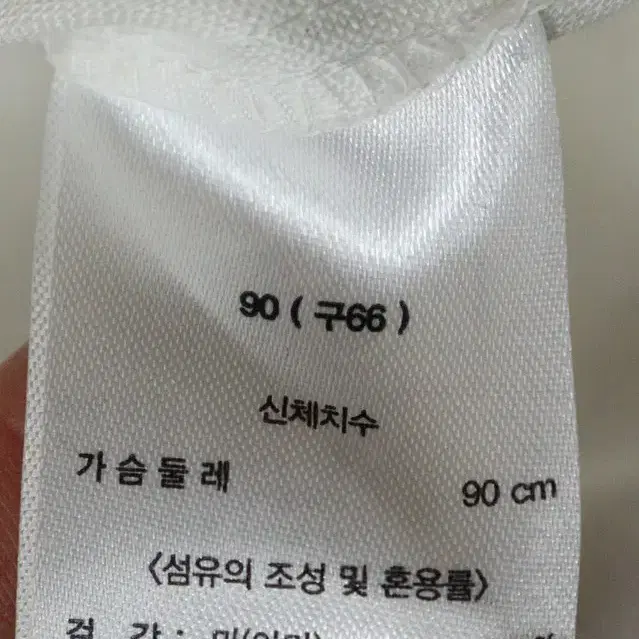 90 ( 구66 )
신체치수
가슴둘레 90 cm
<섬유의 조성 및 혼용률>